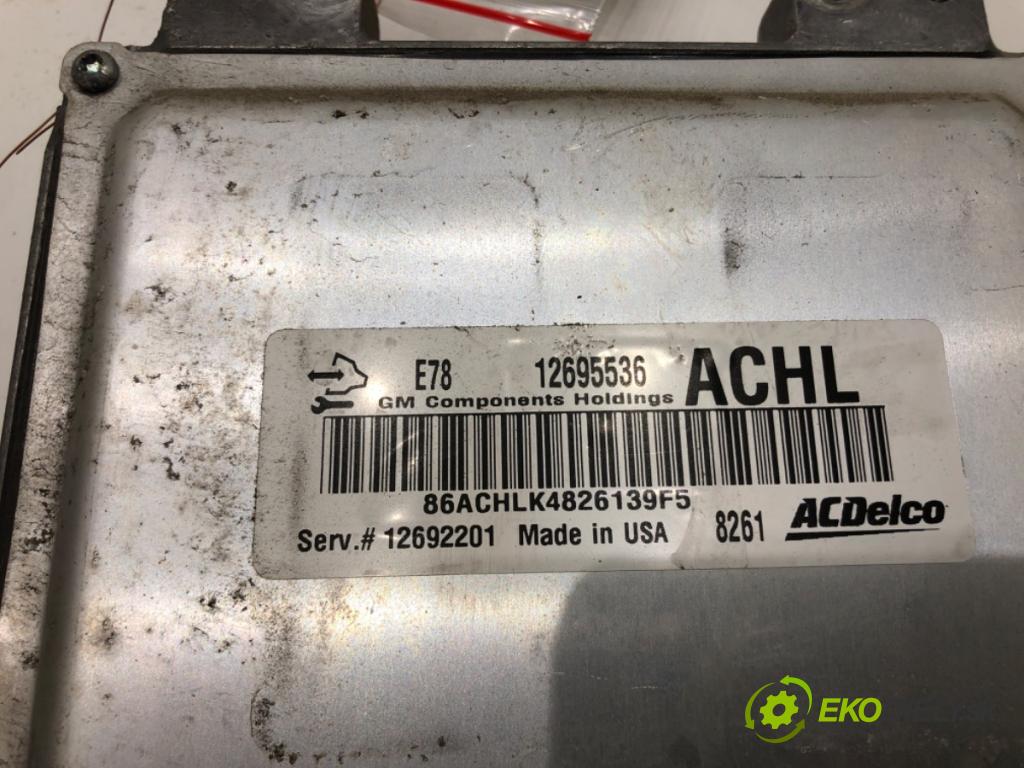 E78 12695536 ACHL
GM Components Holdings
86ACHLK4826139F5
Serv.# 12692201 Made in USA 8261 ACDelco
EKO